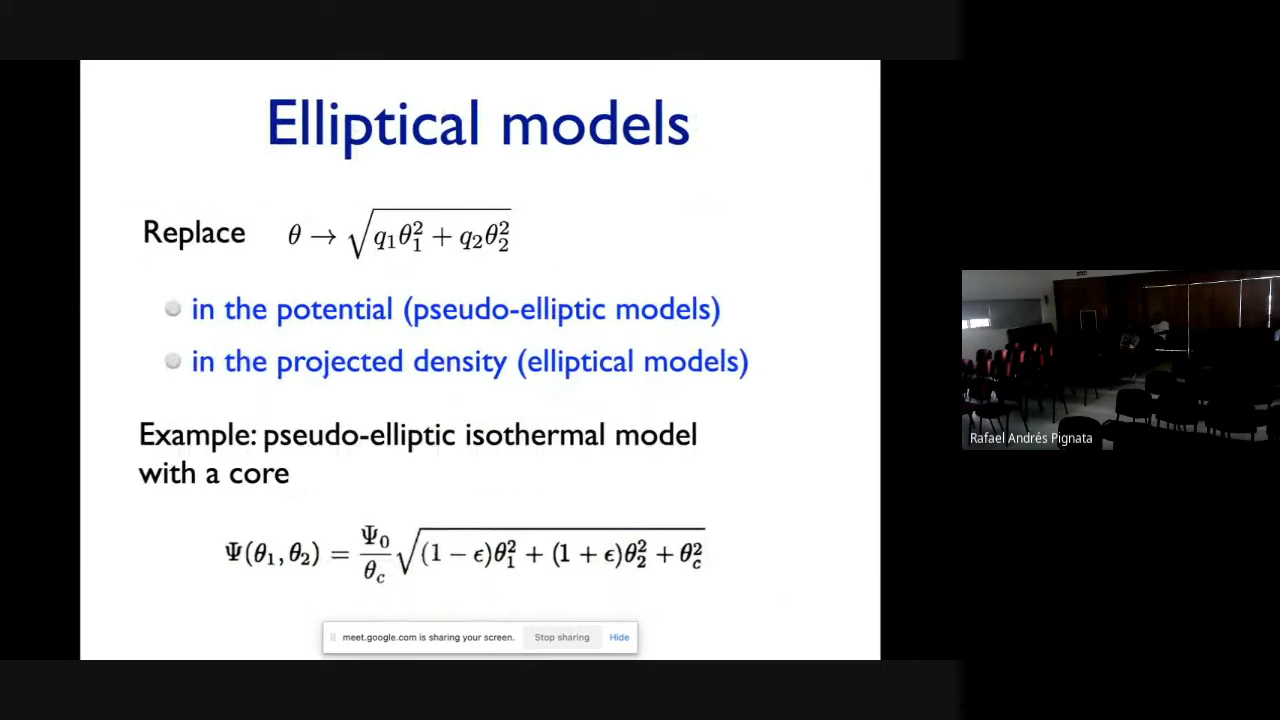 Elliptical models
Replace θ → √(q₁θ₁² + q₂θ₂²)
in the potential (pseudo-elliptic models)
in the projected density (elliptical models)
Example: pseudo-elliptic isothermal model
with a core
Ψ(θ₁, θ₂) = Ψ₀/θ_c √((1 − ϵ)θ₁² + (1 + ϵ)θ₂² + θ_c²)
meet.google.com is sharing your screen. Stop sharing Hide
Rafael Andrés Pignata